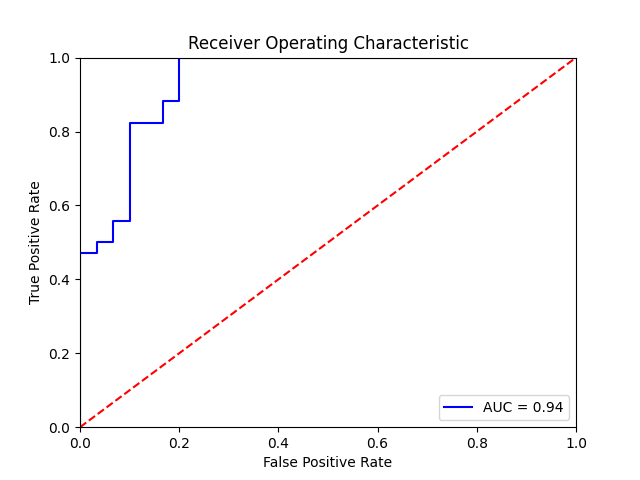 Receiver Operating Characteristic
True Positive Rate
1.0
0.8
0.6
0.4
0.2
0.0
AUC = 0.94
0.0 0.2 0.4 0.6 0.8 1.0
False Positive Rate